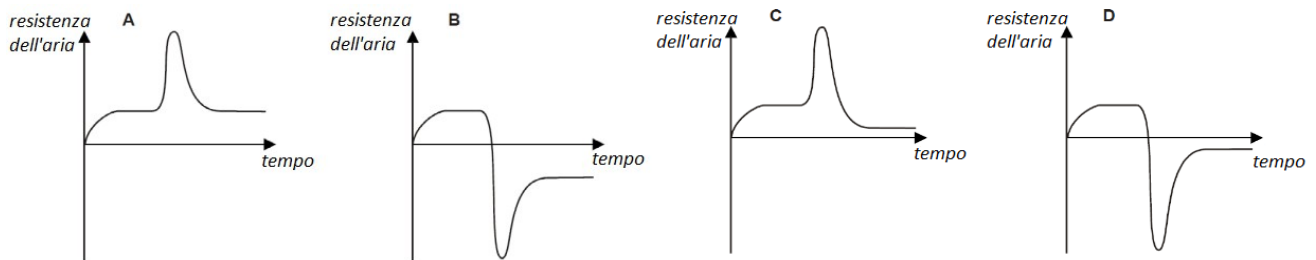 resistenza
dell'aria
A
tempo
resistenza
dell'aria
B
tempo
resistenza
dell'aria
C
tempo
resistenza
dell'aria
D
tempo